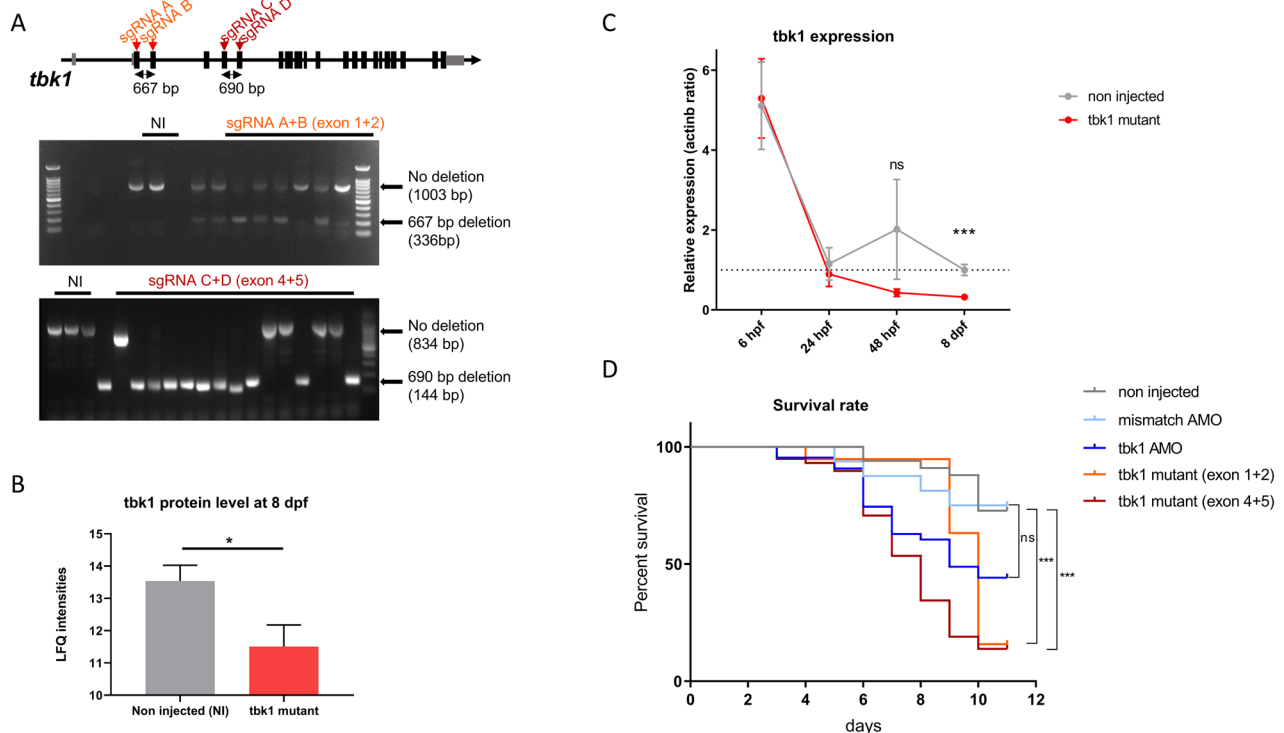 A
sgRNA A
sgRNA B
sgRNA C
sgRNA D
tbk1
667 bp
690 bp
NI
sgRNA A+B (exon 1+2)
No deletion
(1003 bp)
667 bp deletion
(336bp)
NI
sgRNA C+D (exon 4+5)
No deletion
(834 bp)
690 bp deletion
(144 bp)
B
tbk1 protein level at 8 dpf
LFQ intensities
15
14
13
12
11
10
*
Non injected (NI)
tbk1 mutant
C
tbk1 expression
Relative expression (actinb ratio)
6
4
2
0
ns
***
6 hpf
24 hpf
48 hpf
8 dpf
non injected
tbk1 mutant
D
Survival rate
Percent survival
100
50
0
0
2
4
6
8
10
12
days
ns
***
***
non injected
mismatch AMO
tbk1 AMO
tbk1 mutant (exon 1+2)
tbk1 mutant (exon 4+5)